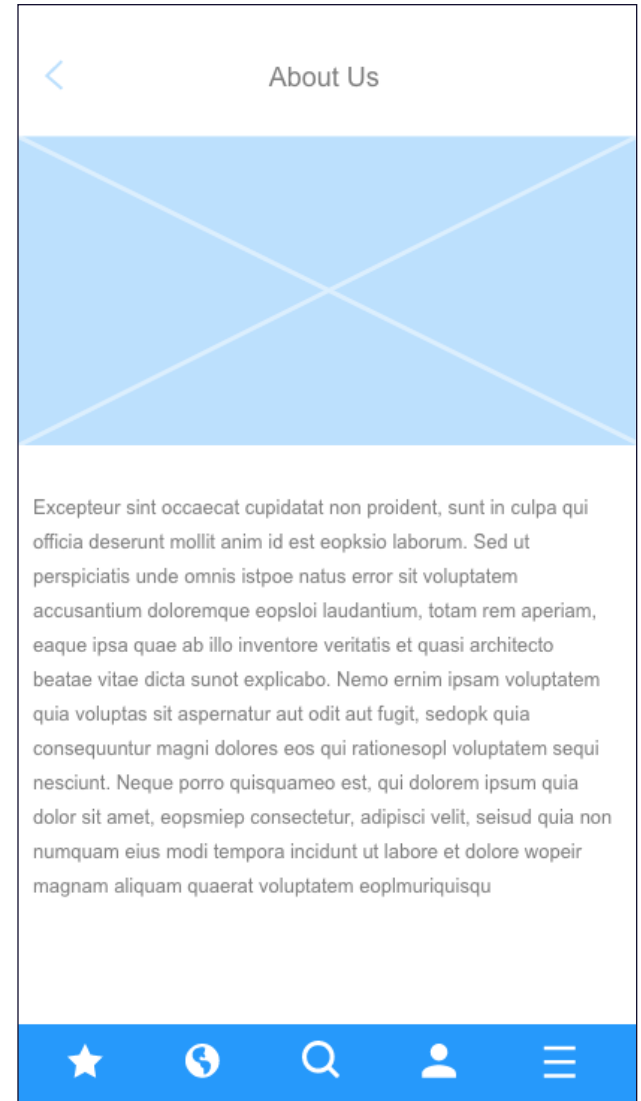 About Us
Excepteur sint occaecat cupidatat non proident, sunt in culpa qui
officia deserunt mollit anim id est eopksio laborum. Sed ut
perspiciatis unde omnis istpoe natus error sit voluptatem
accusantium doloremque eopsloi laudantium, totam rem aperiam,
eaque ipsa quae ab illo inventore veritatis et quasi architecto
beatae vitae dicta sunot explicabo. Nemo ernim ipsam voluptatem
quia voluptas sit aspernatur aut odit aut fugit, sedopk quia
consequuntur magni dolores eos qui rationesopl voluptatem sequi
nesciunt. Neque porro quisquameo est, qui dolorem ipsum quia
dolor sit amet, eopsmiep consectetur, adipisci velit, seisud quia non
numquam eius modi tempora incidunt ut labore et dolore wopeir
magnam aliquam quaerat voluptatem eoplmuriquisqu